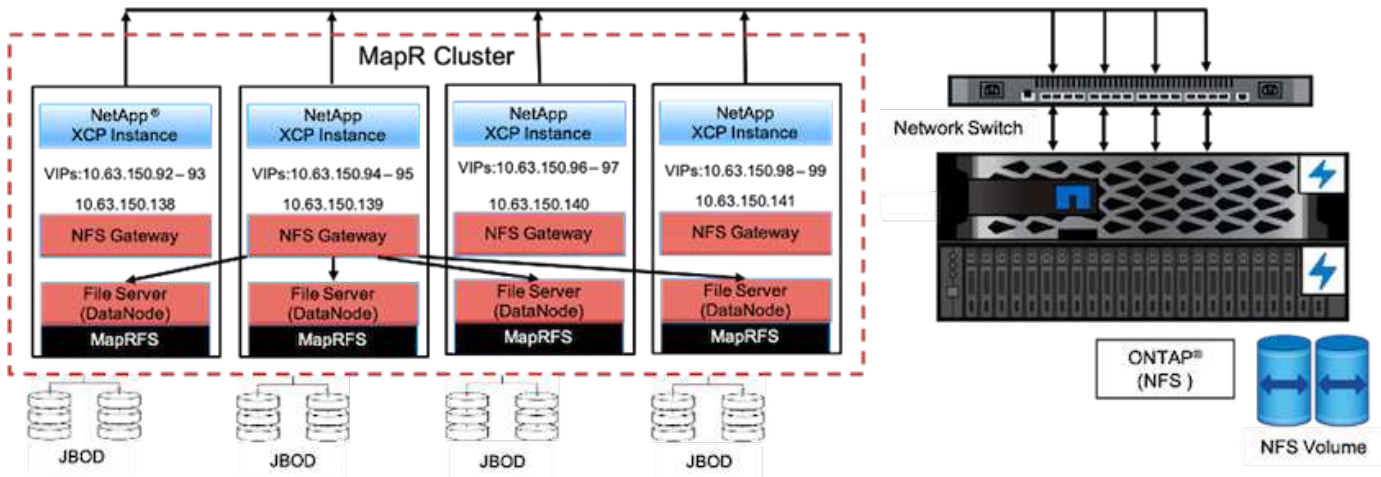 MapR Cluster
NetApp®
XCP Instance
VIPs:10.63.150.92–93
10.63.150.138
NFS Gateway
File Server
(DataNode)
MapRFS
JBOD
NetApp
XCP Instance
VIPs:10.63.150.94–95
10.63.150.139
NFS Gateway
File Server
(DataNode)
MapRFS
JBOD
NetApp
XCP Instance
VIPs:10.63.150.96–97
10.63.150.140
NFS Gateway
File Server
(DataNode)
MapRFS
JBOD
NetApp
XCP Instance
VIPs:10.63.150.98–99
10.63.150.141
NFS Gateway
File Server
(DataNode)
MapRFS
JBOD
Network Switch
ONTAP®
(NFS )
NFS Volume